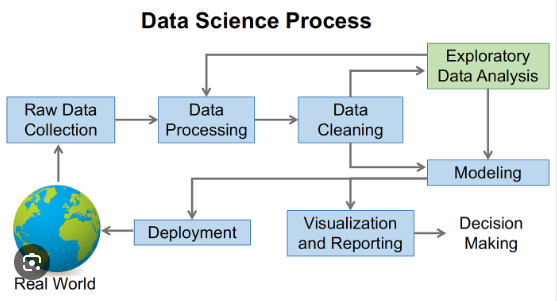 Data Science Process
Exploratory
Data Analysis
Raw Data
Collection
Data
Processing
Data
Cleaning
Modeling
Deployment
Visualization
and Reporting
Decision
Making
Real World